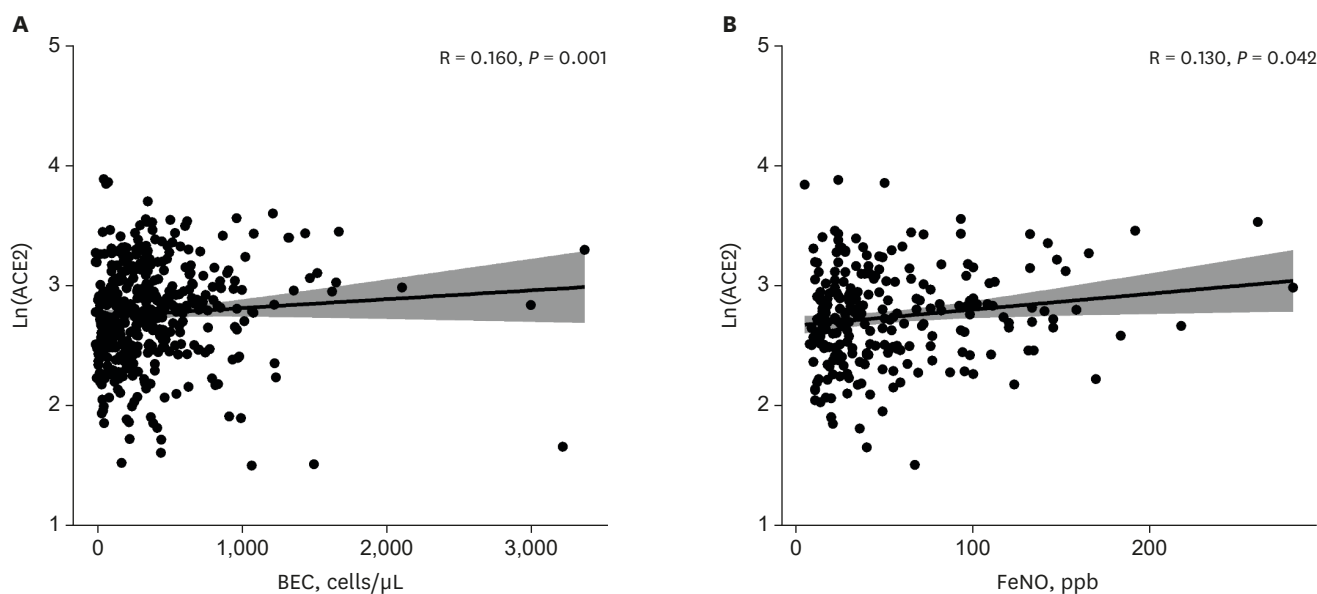 A
R = 0.160, P = 0.001
5
4
3
2
1
Ln(ACE2)
0
1,000
2,000
3,000
BEC, cells/μL
B
R = 0.130, P = 0.042
5
4
3
2
1
Ln(ACE2)
0
100
200
FeNO, ppb